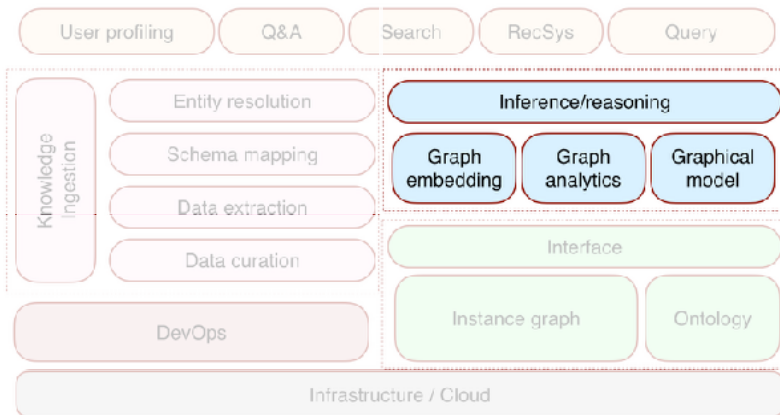 User profiling
Q&A
Search
RecSys
Query
Knowledge
Ingestion
Entity resolution
Schema mapping
Data extraction
Data curation
Inference/reasoning
Graph
embedding
Graph
analytics
Graphical
model
Interface
Instance graph
Ontology
DevOps
Infrastructure / Cloud